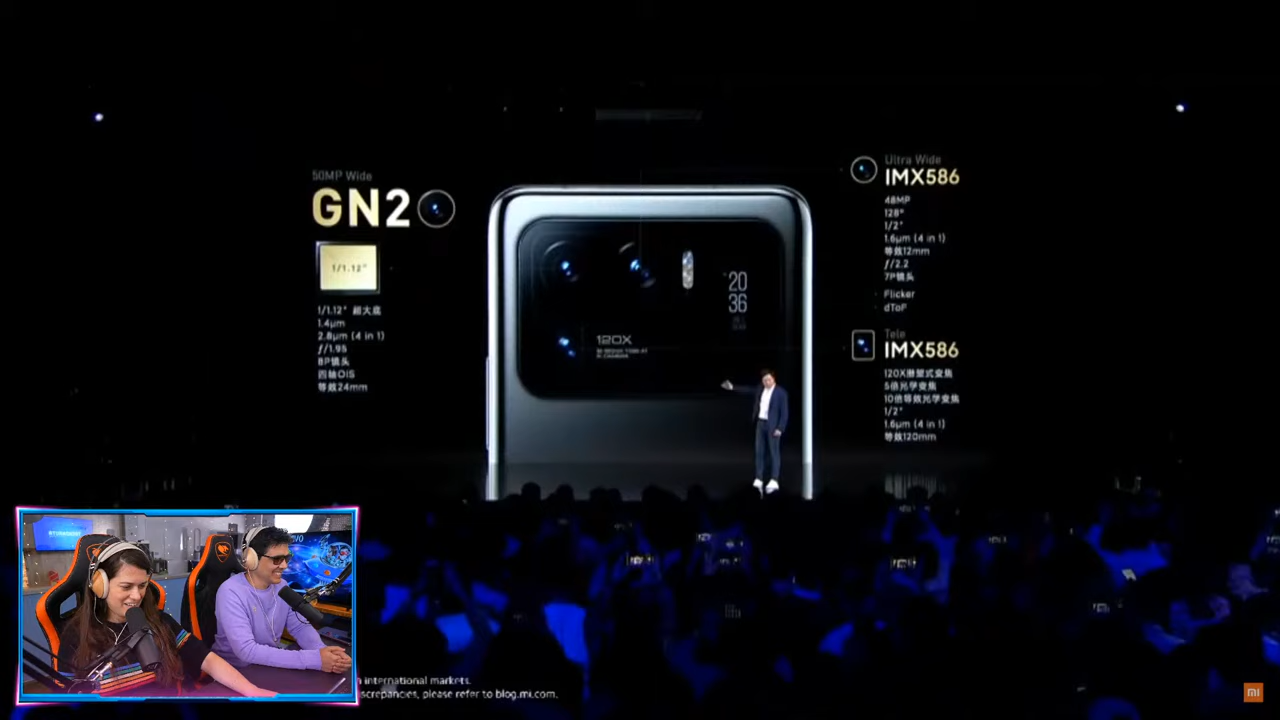 50MP Wide
GN2
1/1.12"
1/1.12" 超大底
1.4μm
2.8μm (4 in 1)
ƒ/1.95
8P镜头
四轴OIS
等效24mm
20
36
120X
Ultra Wide
IMX586
48MP
128°
1/2"
1.6μm (4 in 1)
等效12mm
ƒ/2.2
7P镜头
Flicker
dToF
Tele
IMX586
120X潜望式变焦
5倍光学变焦
10倍等效光学变焦
1/2"
1.6μm (4 in 1)
等效120mm
international markets.
screpancies, please refer to blog.mi.com.
mi